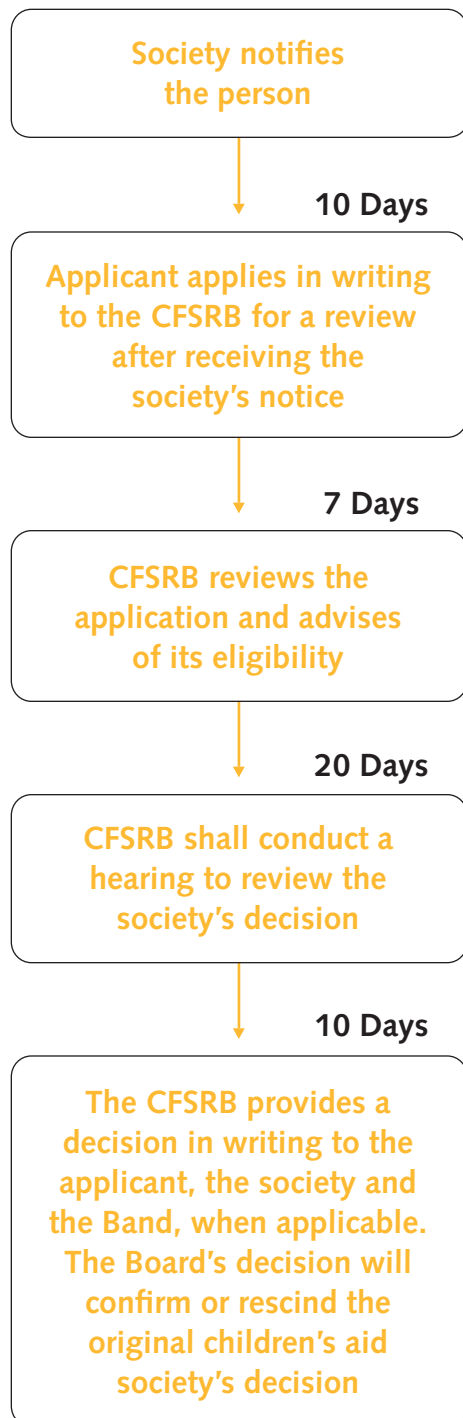 Society notifies
the person
10 Days
Applicant applies in writing
to the CFSRB for a review
after receiving the
society’s notice
7 Days
CFSRB reviews the
application and advises
of its eligibility
20 Days
CFSRB shall conduct a
hearing to review the
society’s decision
10 Days
The CFSRB provides a
decision in writing to the
applicant, the society and
the Band, when applicable.
The Board’s decision will
confirm or rescind the
original children’s aid
society’s decision